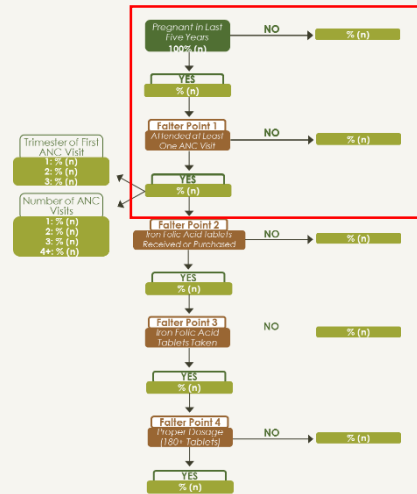 Pregnant in Last
Five Years
100% (n)
NO
% (n)
YES
% (n)
Falter Point 1
Attended at Least
One ANC Visit
NO
% (n)
Trimester of First
ANC Visit
1: % (n)
2: % (n)
3: % (n)
YES
% (n)
Number of ANC
Visits
1: % (n)
2: % (n)
3: % (n)
4+: % (n)
Falter Point 2
Iron Folic Acid Tablets
Received or Purchased
NO
% (n)
YES
% (n)
Falter Point 3
Iron Folic Acid
Tablets Taken
NO
% (n)
YES
% (n)
Falter Point 4
Proper Dosage
(180+ Tablets)
NO
% (n)
YES
% (n)